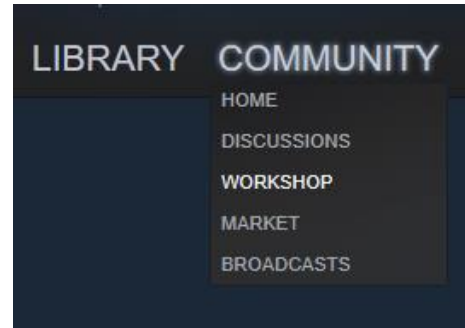 LIBRARY COMMUNITY
HOME
DISCUSSIONS
WORKSHOP
MARKET
BROADCASTS